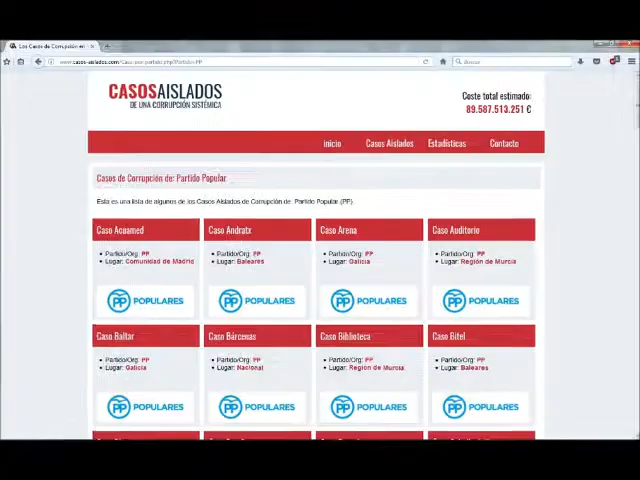 Los Casos de Corrupción en
www.casos-aislados.com
Buscar
CASOSAISLADOS
DE UNA CORRUPCIÓN SISTÉMICA
Coste total estimado:
89.587.513.251 €
inicio Casos Aislados Estadísticas Contacto
Casos de Corrupción de: Partido Popular
Esta es una lista de algunos de los Casos Aislados de Corrupción de: Partido Popular (PP).
Caso Acuamed
Partido/Org: PP
Lugar: Comunidad de Madrid
PP POPULARES
Caso Andratx
Partido/Org: PP
Lugar: Baleares
PP POPULARES
Caso Arena
Partido/Org: PP
Lugar: Galicia
PP POPULARES
Caso Auditorio
Partido/Org: PP
Lugar: Región de Murcia
PP POPULARES
Caso Baltar
Partido/Org: PP
Lugar: Galicia
PP POPULARES
Caso Bárcenas
Partido/Org: PP
Lugar: Nacional
PP POPULARES
Caso Biblioteca
Partido/Org: PP
Lugar: Región de Murcia
PP POPULARES
Caso Bitel
Partido/Org: PP
Lugar: Baleares
PP POPULARES